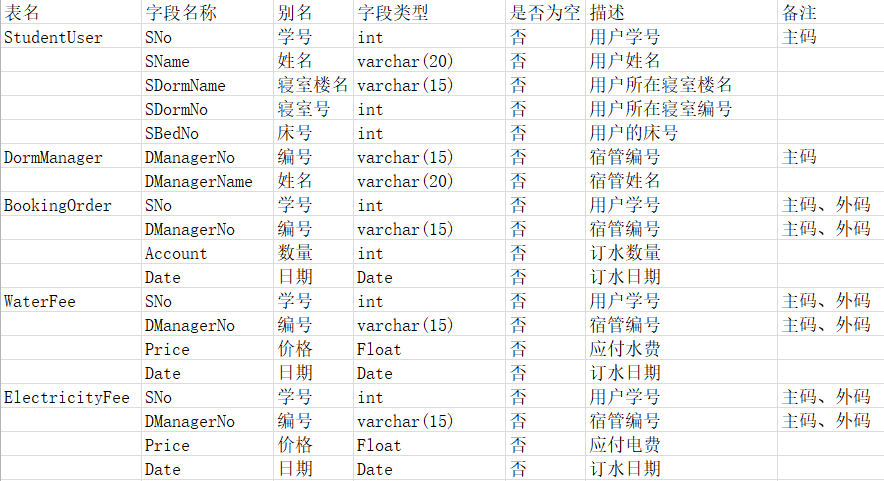 表名 字段名称 别名 字段类型 是否为空 描述 备注
StudentUser SNo 学号 int 否 用户学号 主码
SName 姓名 varchar(20) 否 用户姓名
SDormName 寝室楼名 varchar(15) 否 用户所在寝室楼名
SDormNo 寝室号 int 否 用户所在寝室编号
SBedNo 床号 int 否 用户的床号
DormManager DManagerNo 编号 varchar(15) 否 宿管编号 主码
DManagerName 姓名 varchar(20) 否 宿管姓名
BookingOrder SNo 学号 int 否 用户学号 主码、外码
DManagerNo 编号 varchar(15) 否 宿管编号 主码、外码
Account 数量 int 否 订水数量
Date 日期 Date 否 订水日期
WaterFee SNo 学号 int 否 用户学号 主码、外码
DManagerNo 编号 varchar(15) 否 宿管编号 主码、外码
Price 价格 Float 否 应付水费
Date 日期 Date 否 订水日期
ElectricityFee SNo 学号 int 否 用户学号 主码、外码
DManagerNo 编号 varchar(15) 否 宿管编号 主码、外码
Price 价格 Float 否 应付电费
Date 日期 Date 否 订水日期